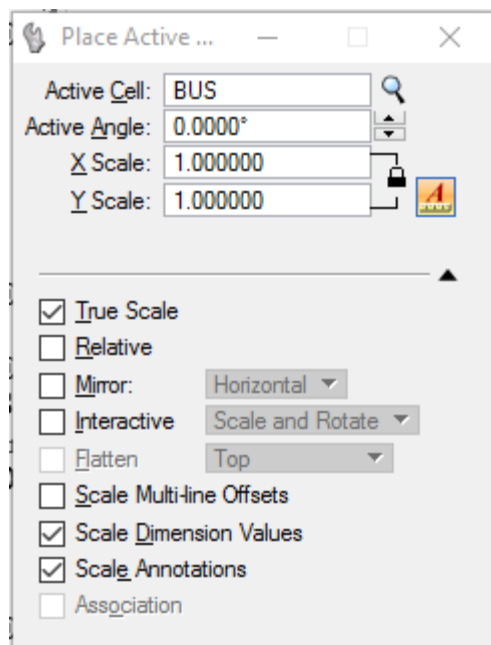 Place Active ...
Active Cell: BUS
Active Angle: 0.0000°
X Scale: 1.000000
Y Scale: 1.000000
A
True Scale
Relative
Mirror: Horizontal
Interactive Scale and Rotate
Flatten Top
Scale Multi-line Offsets
Scale Dimension Values
Scale Annotations
Association